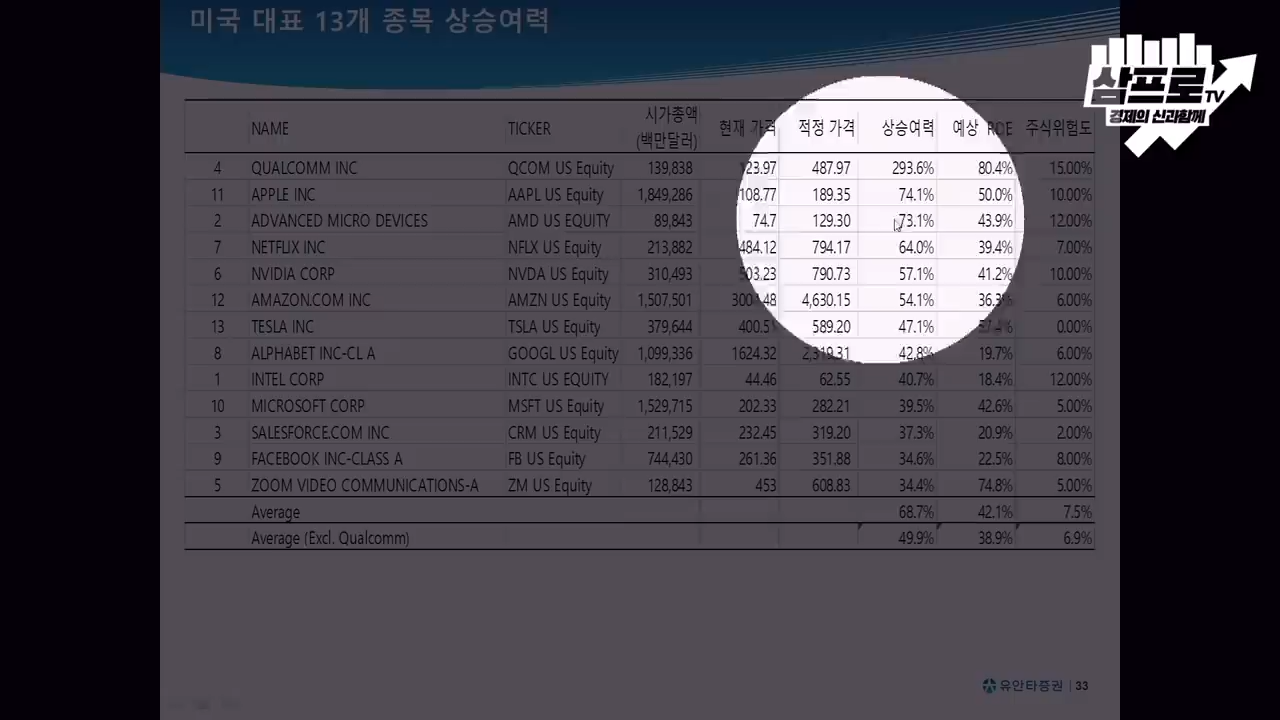 미국 대표 13개 종목 상승여력
삼프로TV
경제의 신과함께
NAME TICKER 시가총액 (백만달러) 현재 가격 적정 가격 상승여력 예상 ROE 주식위험도
4 QUALCOMM INC QCOM US Equity 139,838 123.97 487.97 293.6% 80.4% 15.00%
11 APPLE INC AAPL US Equity 1,849,286 108.77 189.35 74.1% 50.0% 10.00%
2 ADVANCED MICRO DEVICES AMD US EQUITY 89,843 74.7 129.30 73.1% 43.9% 12.00%
7 NETFLIX INC NFLX US Equity 213,882 484.12 794.17 64.0% 39.4% 7.00%
6 NVIDIA CORP NVDA US Equity 310,493 503.23 790.73 57.1% 41.2% 10.00%
12 AMAZON.COM INC AMZN US Equity 1,507,501 3004.48 4,630.15 54.1% 36.3% 6.00%
13 TESLA INC TSLA US Equity 379,644 400.51 589.20 47.1% 0.00%
8 ALPHABET INC-CL A GOOGL US Equity 1,099,336 1624.32 2,319.31 42.8% 19.7% 6.00%
1 INTEL CORP INTC US EQUITY 182,197 44.46 62.55 40.7% 18.4% 12.00%
10 MICROSOFT CORP MSFT US Equity 1,529,715 202.33 282.21 39.5% 42.6% 5.00%
3 SALESFORCE.COM INC CRM US Equity 211,529 232.45 319.20 37.3% 20.9% 2.00%
9 FACEBOOK INC-CLASS A FB US Equity 744,430 261.36 351.88 34.6% 22.5% 8.00%
5 ZOOM VIDEO COMMUNICATIONS-A ZM US Equity 128,843 453 608.83 34.4% 74.8% 5.00%
Average 68.7% 42.1% 7.5%
Average (Excl. Qualcomm) 49.9% 38.9% 6.9%
유안타증권 33